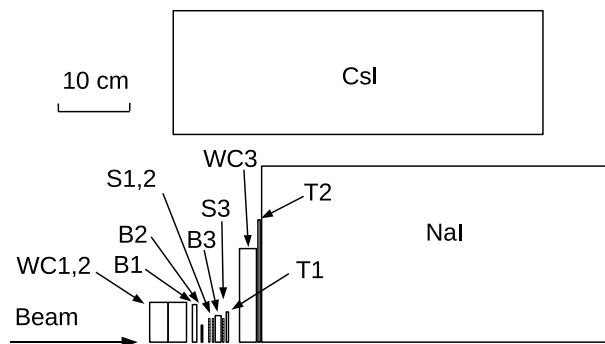 CsI
10 cm
WC3
S1,2
T2
S3
B2
B3
NaI
WC1,2
B1
T1
Beam